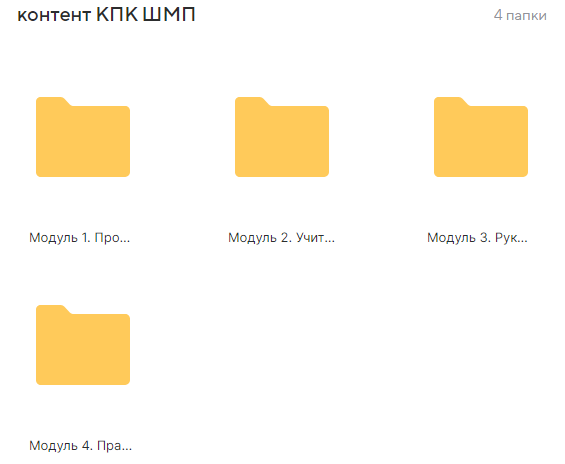 контент КПК ШМП
4 папки
Модуль 1. Про...
Модуль 2. Учит...
Модуль 3. Рук...
Модуль 4. Пра...